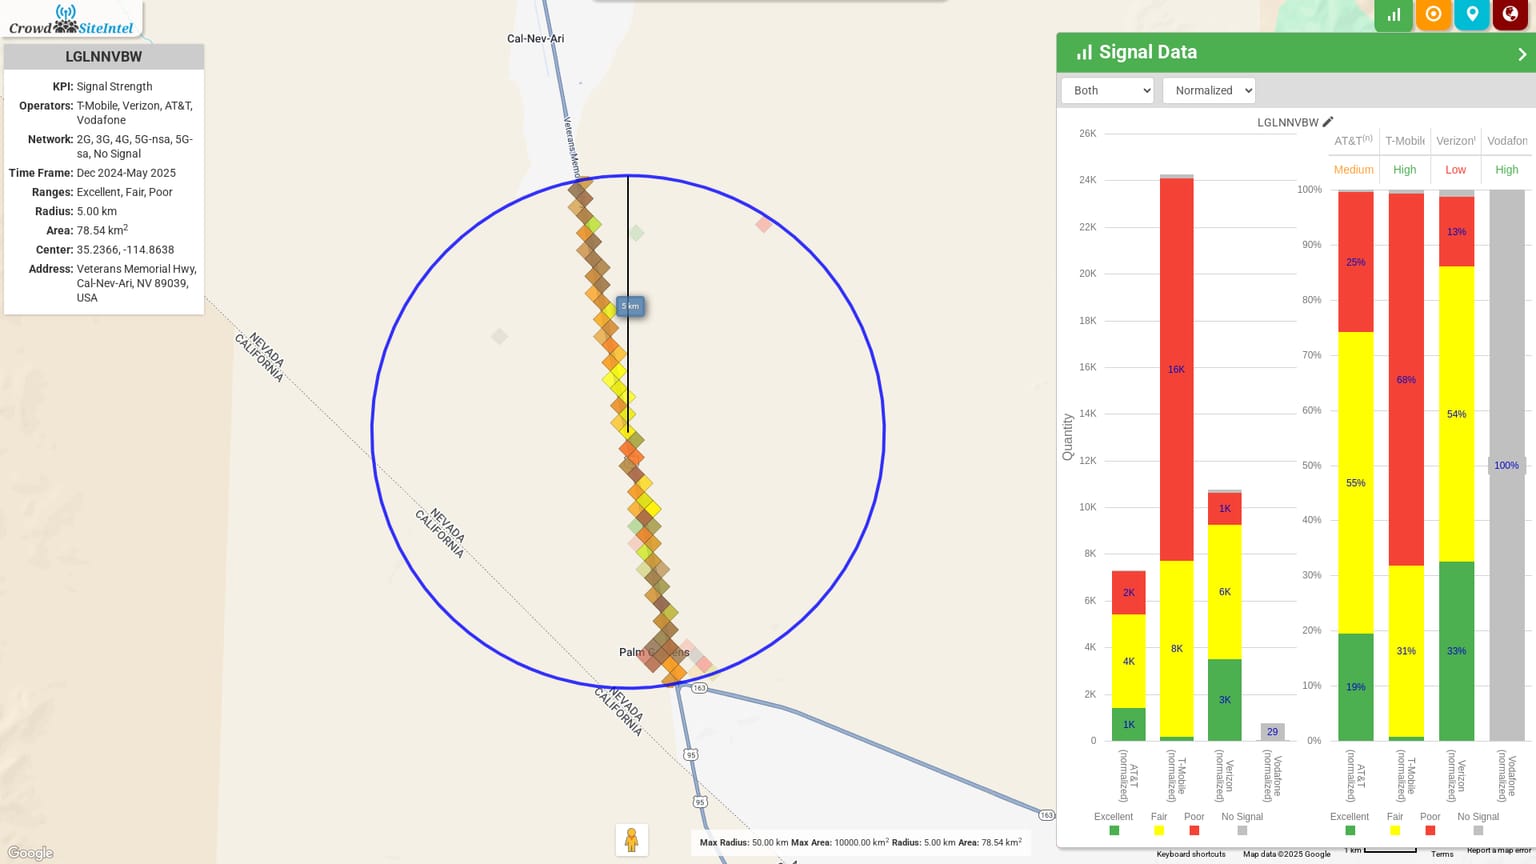 Crowd SiteIntel
LGLNNVBW
KPI: Signal Strength
Operators: T-Mobile, Verizon, AT&T,
Vodafone
Network: 2G, 3G, 4G, 5G-nsa, 5G-
sa, No Signal
Time Frame: Dec 2024-May 2025
Ranges: Excellent, Fair, Poor
Radius: 5.00 km
Area: 78.54 km²
Center: 35.2366, -114.8638
Address: Veterans Memorial Hwy,
Cal-Nev-Ari, NV 89039,
USA
Cal-Nev-Ari
Veterans Memo
5 km
NEVADA
CALIFORNIA
NEVADA
CALIFORNIA
NEVADA
CALIFORNIA
163
95
95
163
Google
Max Radius: 50.00 km Max Area: 10000.00 km² Radius: 5.00 km Area: 78.54 km²
Signal Data
Both
Normalized
LGLNNVBW
Quantity
26K
24K
22K
20K
18K
16K
14K
12K
10K
8K
6K
4K
2K
0
2K
4K
1K
16K
8K
1K
6K
3K
29
AT&T
(normalized)
T-Mobile
(normalized)
Verizon
(normalized)
Vodafone
(normalized)
Excellent Fair Poor No Signal
AT&T(n) T-Mobile Verizon Vodafon
Medium High Low High
100%
90%
80%
70%
60%
50%
40%
30%
20%
10%
0%
25%
55%
19%
68%
31%
13%
54%
33%
100%
AT&T
(normalized)
T-Mobile
(normalized)
Verizon
(normalized)
Vodafone
(normalized)
Excellent Fair Poor No Signal
Keyboard shortcuts Map data ©2025 Google 1 km Terms Report a map error